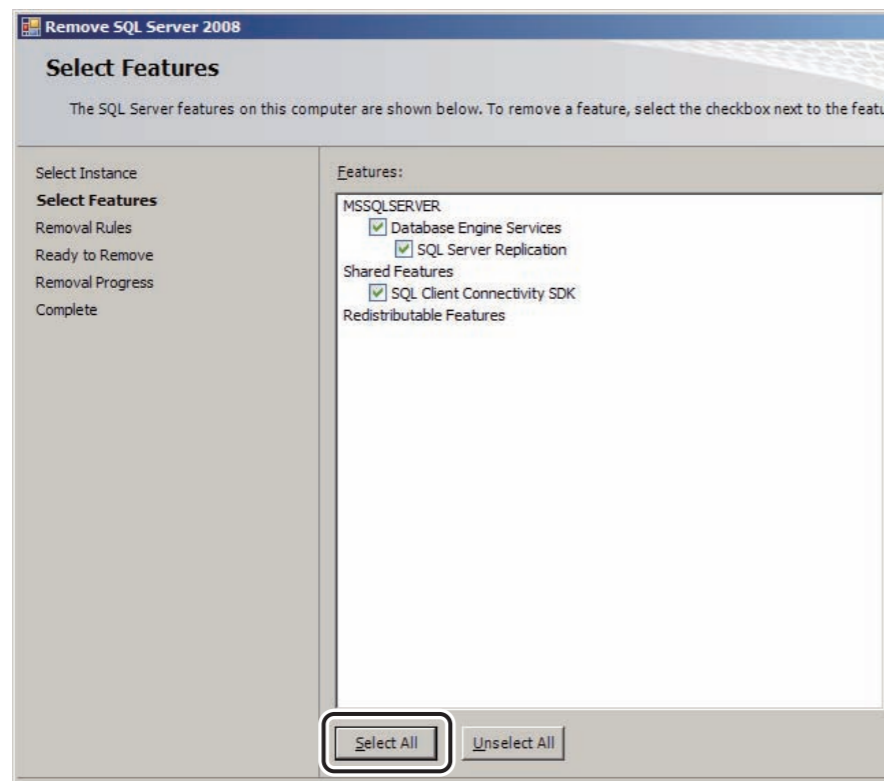 Remove SQL Server 2008
Select Features
The SQL Server features on this computer are shown below. To remove a feature, select the checkbox next to the featu
Select Instance
Select Features
Removal Rules
Ready to Remove
Removal Progress
Complete
Features:
MSSQLSERVER
Database Engine Services
SQL Server Replication
Shared Features
SQL Client Connectivity SDK
Redistributable Features
Select All
Unselect All